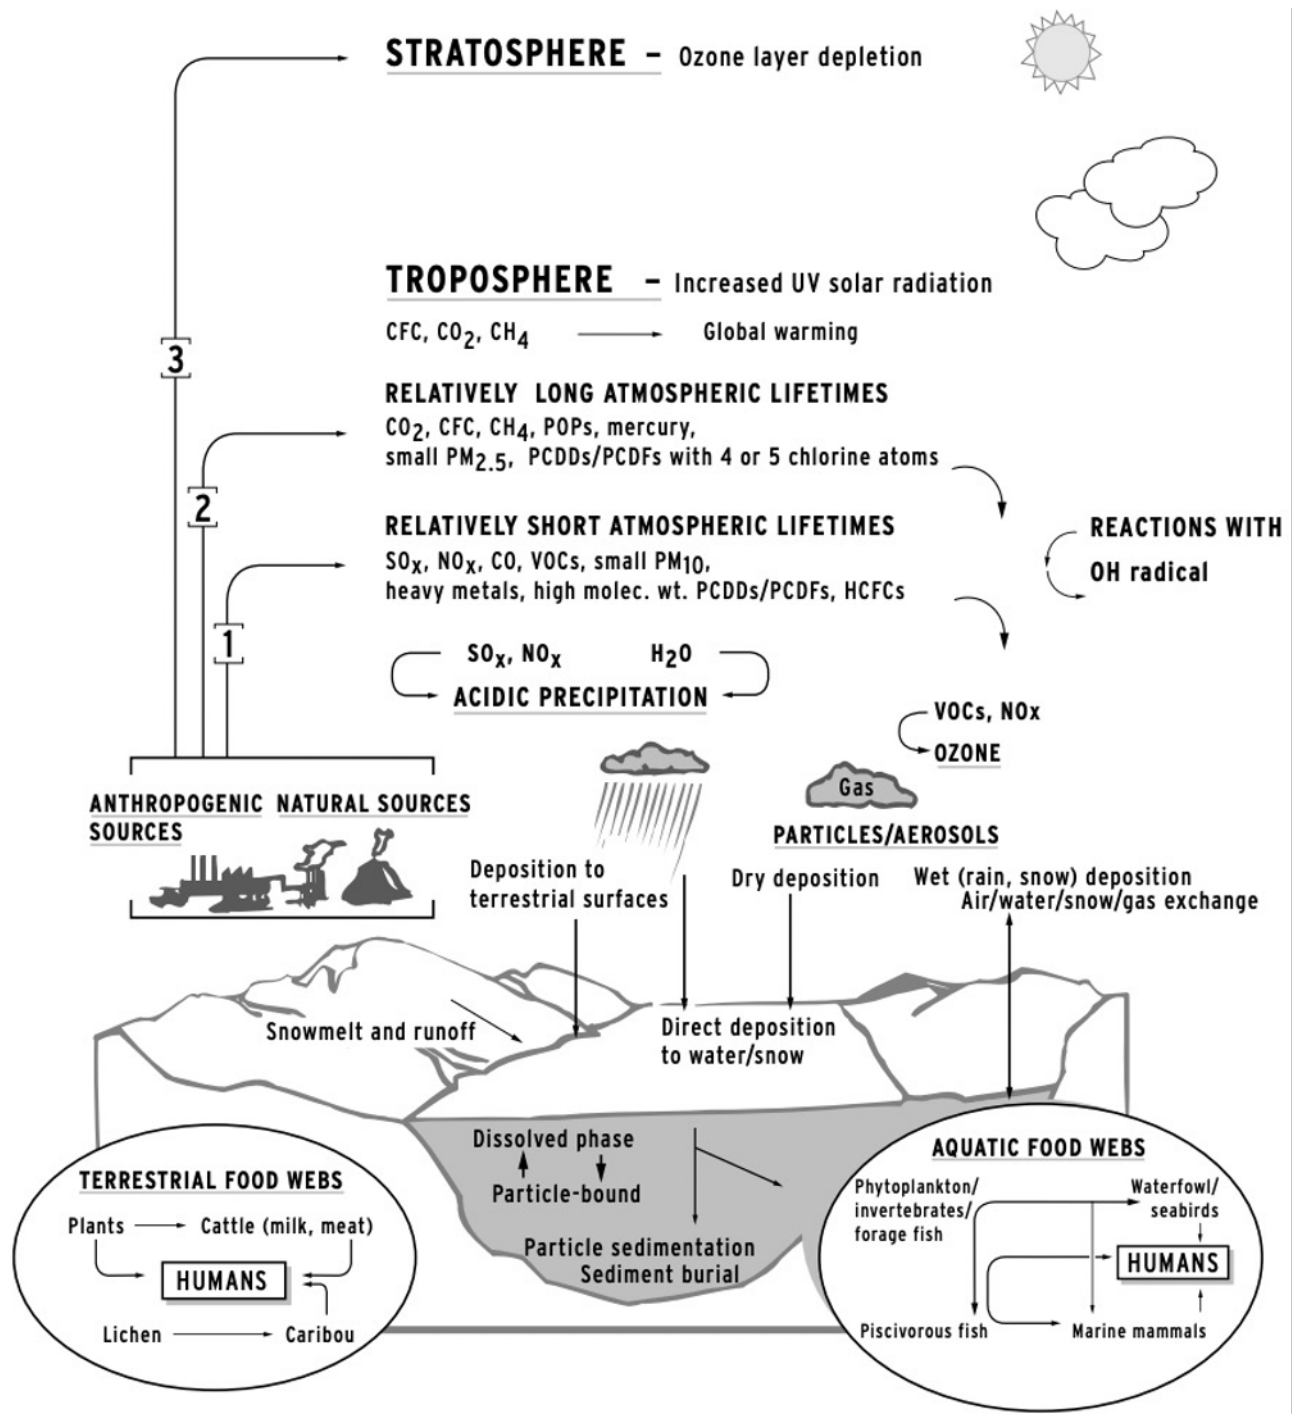 STRATOSPHERE – Ozone layer depletion
TROPOSPHERE – Increased UV solar radiation
CFC, CO2, CH4 Global warming
3
RELATIVELY LONG ATMOSPHERIC LIFETIMES
CO2, CFC, CH4, POPs, mercury,
small PM2.5, PCDDs/PCDFs with 4 or 5 chlorine atoms
2
RELATIVELY SHORT ATMOSPHERIC LIFETIMES
SOx, NOx, CO, VOCs, small PM10,
heavy metals, high molec. wt. PCDDs/PCDFs, HCFCs
REACTIONS WITH
OH radical
1
SOx, NOx H2O
ACIDIC PRECIPITATION
VOCs, NOx
OZONE
Gas
PARTICLES/AEROSOLS
ANTHROPOGENIC
SOURCES
NATURAL SOURCES
Deposition to
terrestrial surfaces
Dry deposition
Wet (rain, snow) deposition
Air/water/snow/gas exchange
Snowmelt and runoff
Direct deposition
to water/snow
Dissolved phase
Particle-bound
Particle sedimentation
Sediment burial
TERRESTRIAL FOOD WEBS
Plants Cattle (milk, meat)
HUMANS
Lichen Caribou
AQUATIC FOOD WEBS
Phytoplankton/
invertebrates/
forage fish
Waterfowl/
seabirds
HUMANS
Piscivorous fish Marine mammals